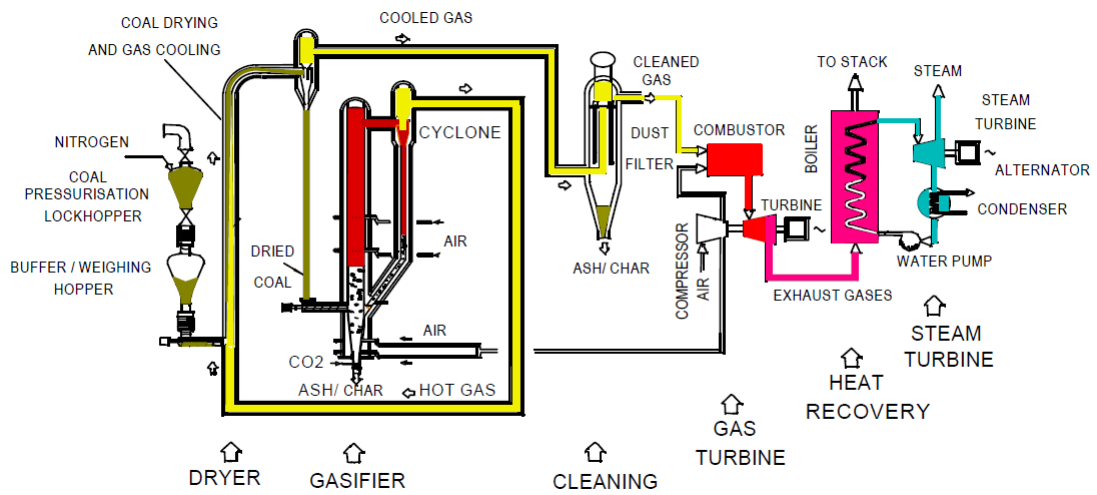 COAL DRYING
AND GAS COOLING
COOLED GAS
NITROGEN
COAL
PRESSURISATION
LOCKHOPPER
BUFFER / WEIGHING
HOPPER
CYCLONE
AIR
DRIED
COAL
AIR
CO2
ASH/ CHAR
HOT GAS
CLEANED
GAS
DUST
FILTER
ASH/ CHAR
COMBUSTOR
TURBINE
~
COMPRESSOR
AIR
EXHAUST GASES
TO STACK
BOILER
STEAM
STEAM
TURBINE
~
ALTERNATOR
CONDENSER
WATER PUMP
DRYER
GASIFIER
CLEANING
GAS
TURBINE
HEAT
RECOVERY
STEAM
TURBINE